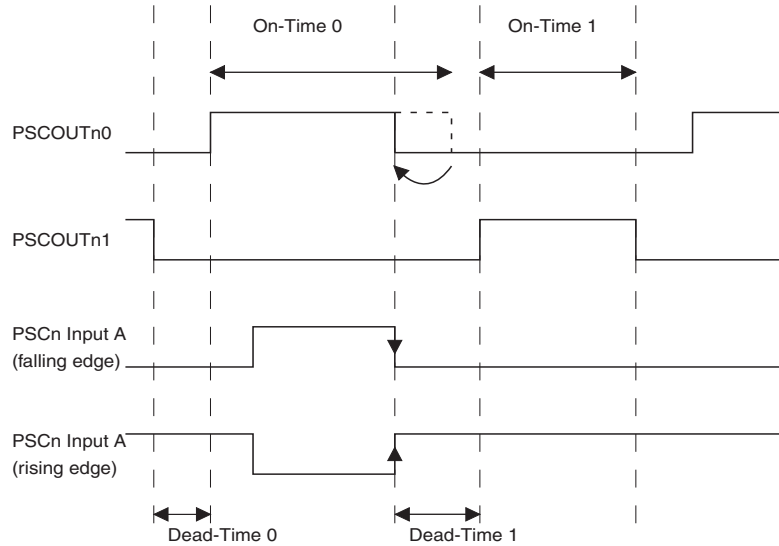 On-Time 0
On-Time 1
PSCOUTn0
PSCOUTn1
PSCn Input A
(falling edge)
PSCn Input A
(rising edge)
Dead-Time 0
Dead-Time 1